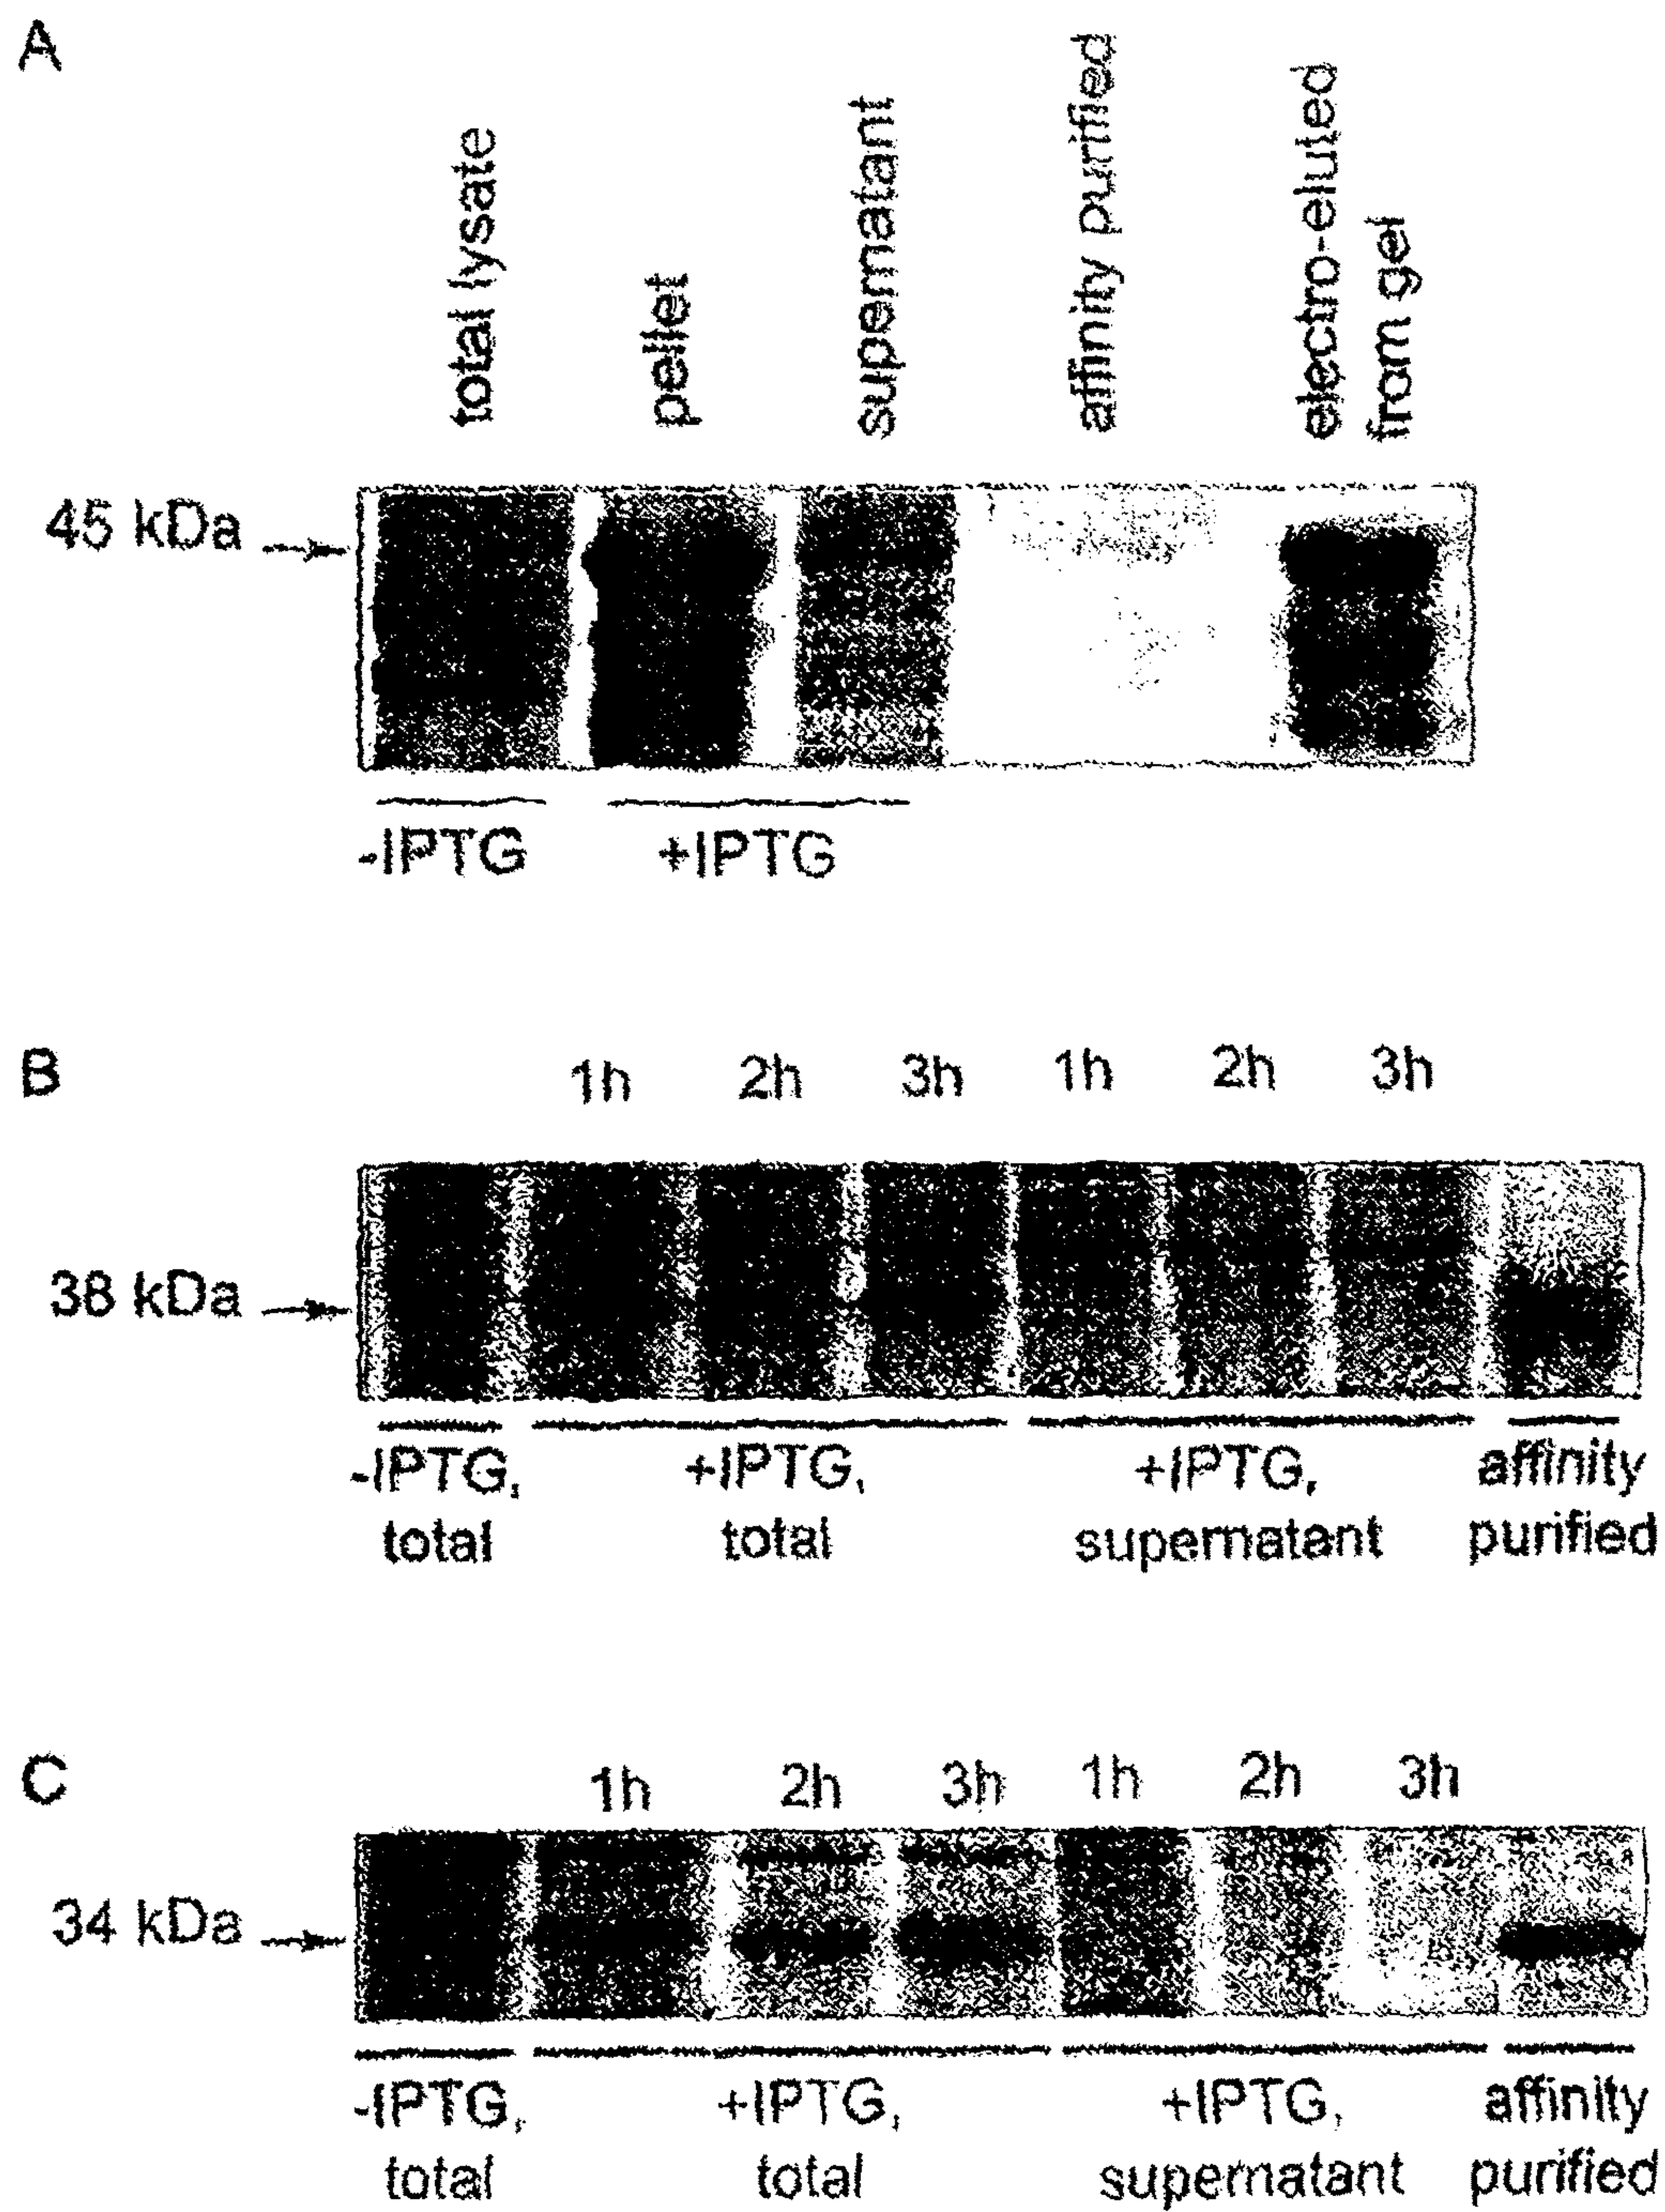 A
total lysate
pellet
supernatant
affinity purified
electro-eluted
from gel
45 kDa
-IPTG
+IPTG
B
1h 2h 3h 1h 2h 3h
38 kDa
-IPTG, +IPTG, +IPTG, affinity
total total supernatant purified
C
1h 2h 3h 1h 2h 3h
34 kDa
-IPTG, +IPTG, +IPTG, affinity
total total supernatant purified